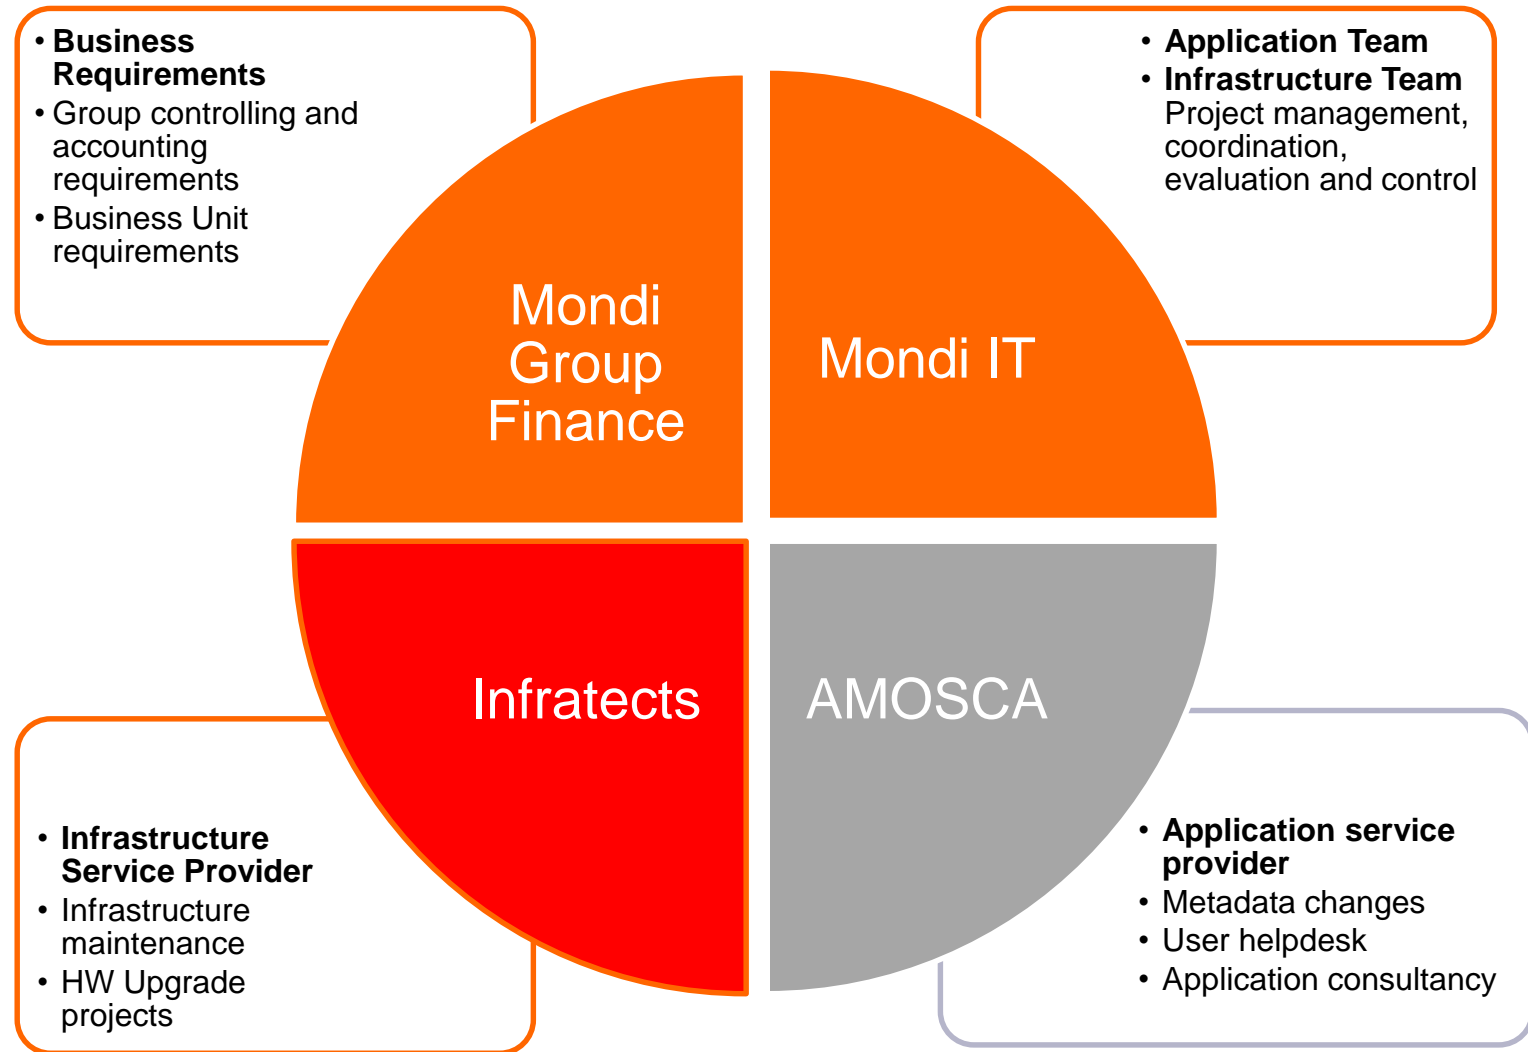 • Business
Requirements
• Group controlling and
accounting
requirements
• Business Unit
requirements
• Application Team
• Infrastructure Team
Project management,
coordination,
evaluation and control
Mondi
Group
Finance
Mondi IT
Infratects
AMOSCA
• Infrastructure
Service Provider
• Infrastructure
maintenance
• HW Upgrade
projects
• Application service
provider
• Metadata changes
• User helpdesk
• Application consultancy